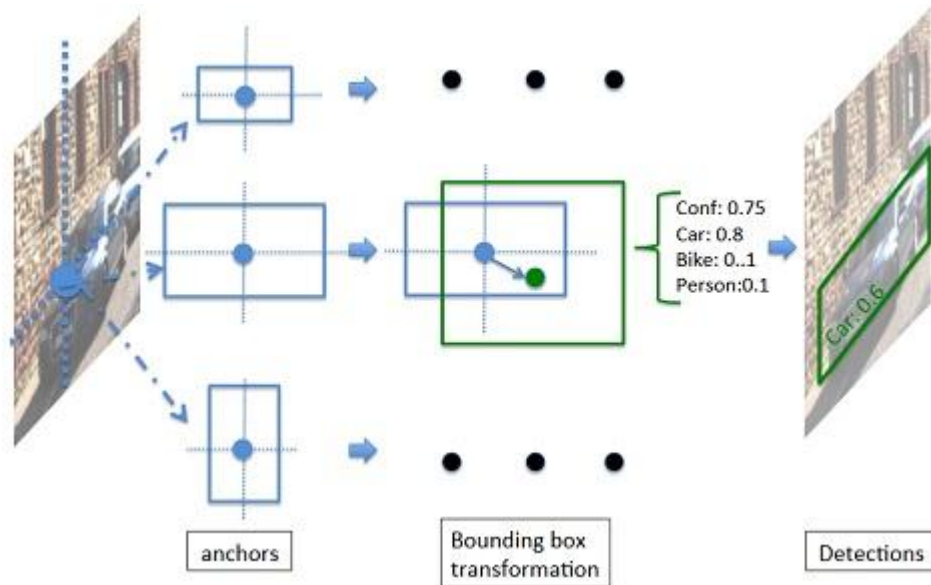 Conf: 0.75
Car: 0.8
Bike: 0..1
Person:0.1
Car: 0.6
anchors
Bounding box
transformation
Detections